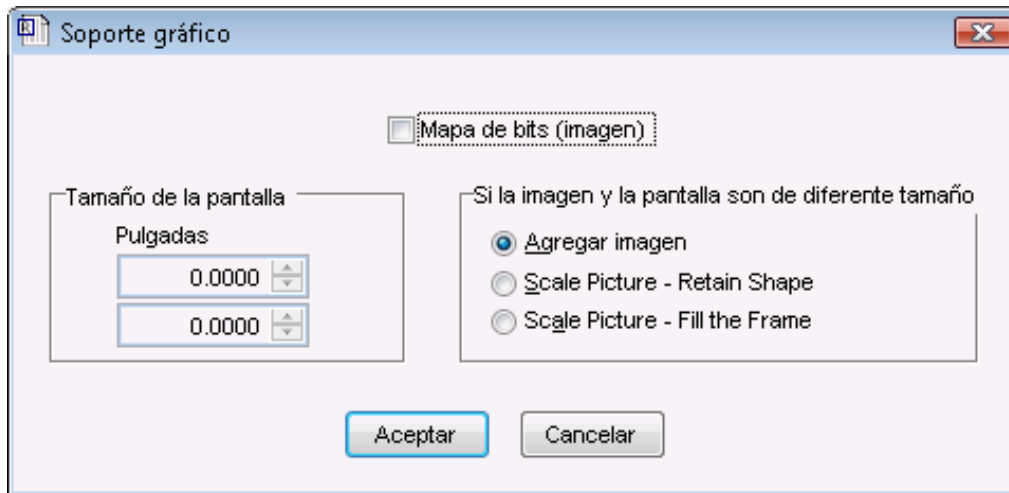 Soporte gráfico
Mapa de bits (imagen)
Tamaño de la pantalla
Pulgadas
0.0000
0.0000
Si la imagen y la pantalla son de diferente tamaño
Agregar imagen
Scale Picture - Retain Shape
Scale Picture - Fill the Frame
Aceptar
Cancelar